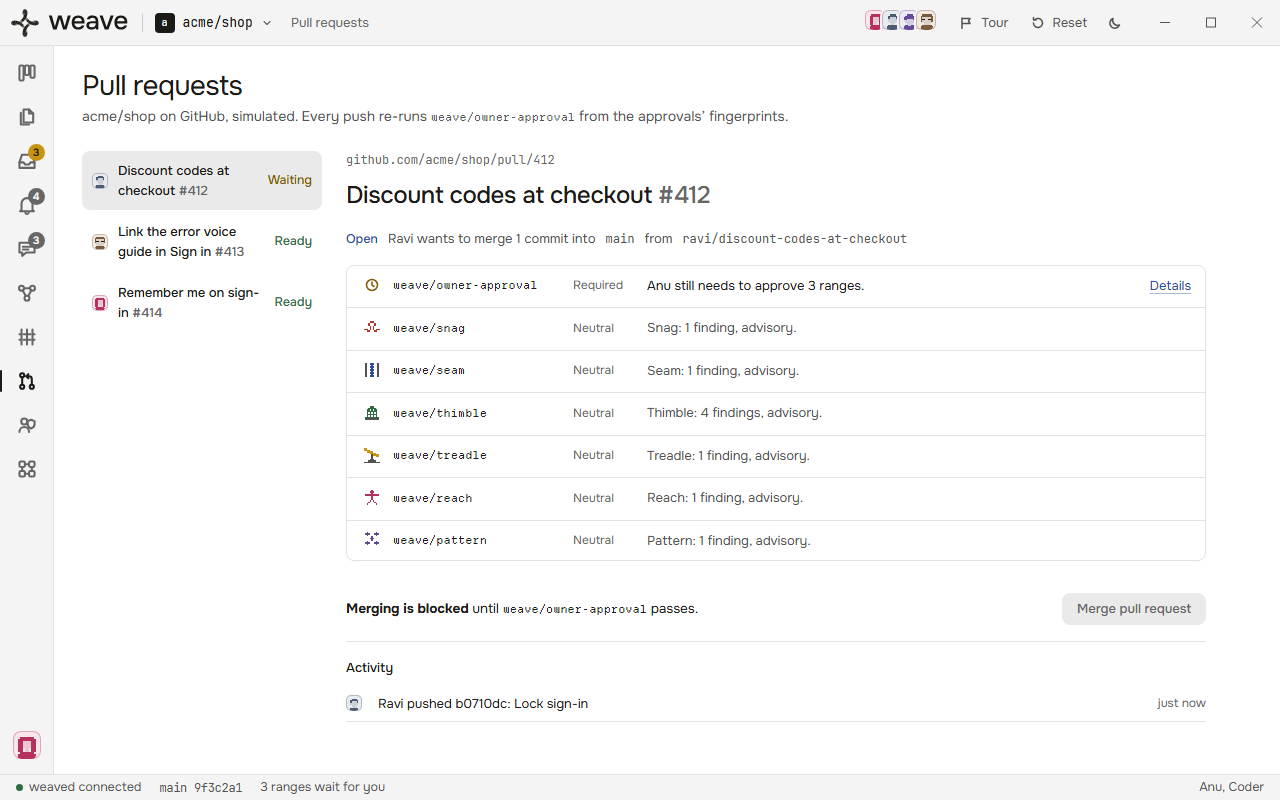 weave
a acme/shop
Pull requests
Tour
Reset
Pull requests
acme/shop on GitHub, simulated. Every push re-runs weave/owner-approval from the approvals’ fingerprints.
3
4
3
Discount codes at
checkout #412
Waiting
Link the error voice
guide in Sign in #413
Ready
Remember me on sign-
in #414
Ready
github.com/acme/shop/pull/412
Discount codes at checkout #412
Open Ravi wants to merge 1 commit into main from ravi/discount-codes-at-checkout
weave/owner-approval Required Anu still needs to approve 3 ranges. Details
weave/snag Neutral Snag: 1 finding, advisory.
weave/seam Neutral Seam: 1 finding, advisory.
weave/thimble Neutral Thimble: 4 findings, advisory.
weave/treadle Neutral Treadle: 1 finding, advisory.
weave/reach Neutral Reach: 1 finding, advisory.
weave/pattern Neutral Pattern: 1 finding, advisory.
Merging is blocked until weave/owner-approval passes.
Merge pull request
Activity
Ravi pushed b0710dc: Lock sign-in just now
weaved connected main 9f3c2a1 3 ranges wait for you Anu, Coder